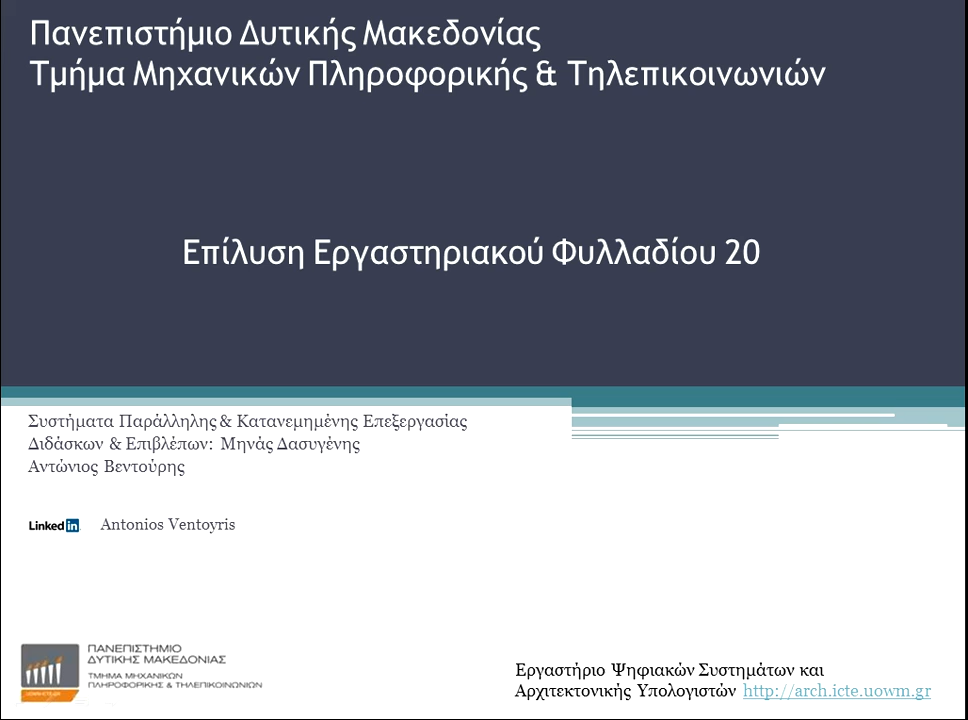 Πανεπιστήμιο Δυτικής Μακεδονίας
Τμήμα Μηχανικών Πληροφορικής & Τηλεπικοινωνιών
Επίλυση Εργαστηριακού Φυλλαδίου 20
Συστήματα Παράλληλης & Κατανεμημένης Επεξεργασίας
Διδάσκων & Επιβλέπων: Μηνάς Δασυγένης
Αντώνιος Βεντούρης
Linked in Antonios Ventoyris
ΠΑΝΕΠΙΣΤΗΜΙΟ
ΔΥΤΙΚΗΣ ΜΑΚΕΔΟΝΙΑΣ
ΤΜΗΜΑ ΜΗΧΑΝΙΚΩΝ
ΠΛΗΡΟΦΟΡΙΚΗΣ & ΤΗΛΕΠΙΚΟΙΝΩΝΙΩΝ
Εργαστήριο Ψηφιακών Συστημάτων και
Αρχιτεκτονικής Υπολογιστών http://arch.icte.uowm.gr